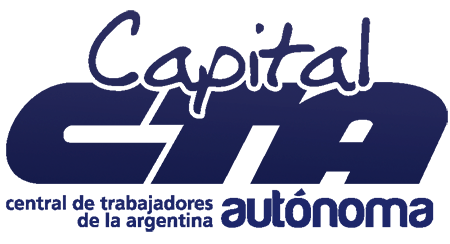 Capital
CTA
central de trabajadores
de la argentina autónoma